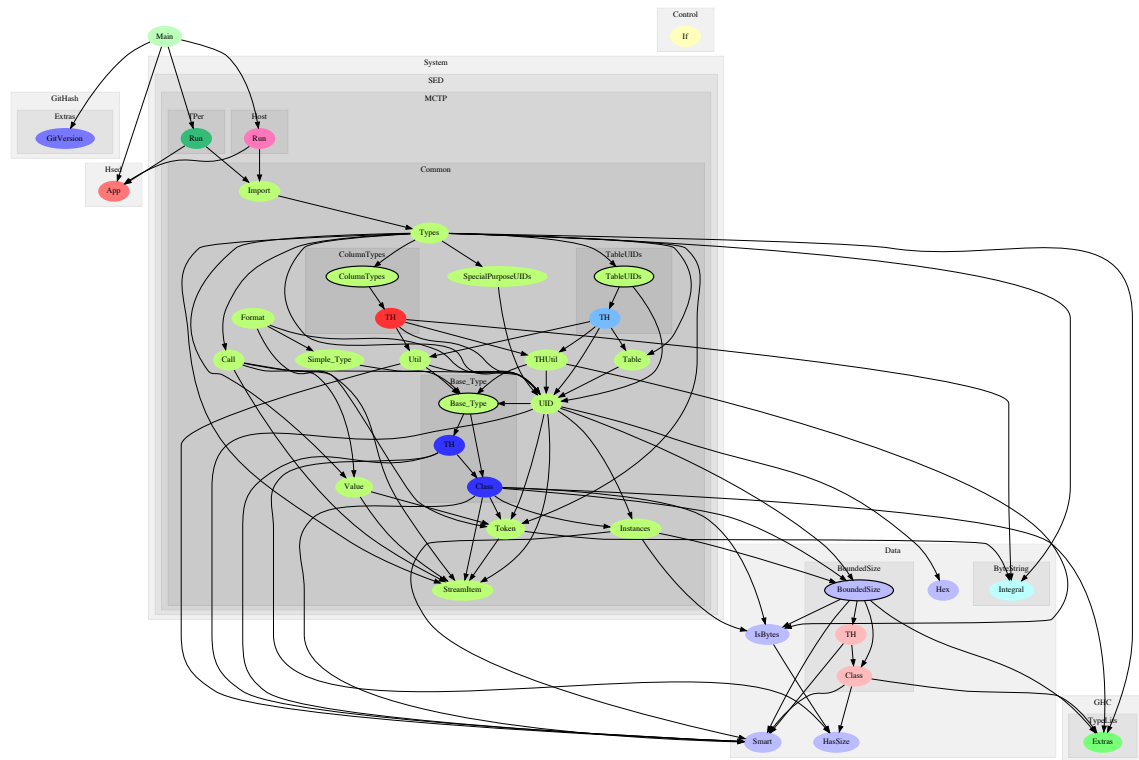 Control
If
Main
System
SED
GitHash
MCTP
Extras
TPer
Host
GitVersion
Run
Run
Hsed
Common
App
Import
Types
ColumnTypes
TableUIDs
ColumnTypes
SpecialPurposeUIDs
TableUIDs
Format
TH
TH
Call
Simple_Type
Util
THUtil
Table
Base_Type
Base_Type
UID
TH
Value
Class
Token
Instances
Data
BoundedSize
ByteString
StreamItem
BoundedSize
Hex
Integral
IsBytes
TH
Class
GHC
TypeLits
Smart
HasSize
Extras